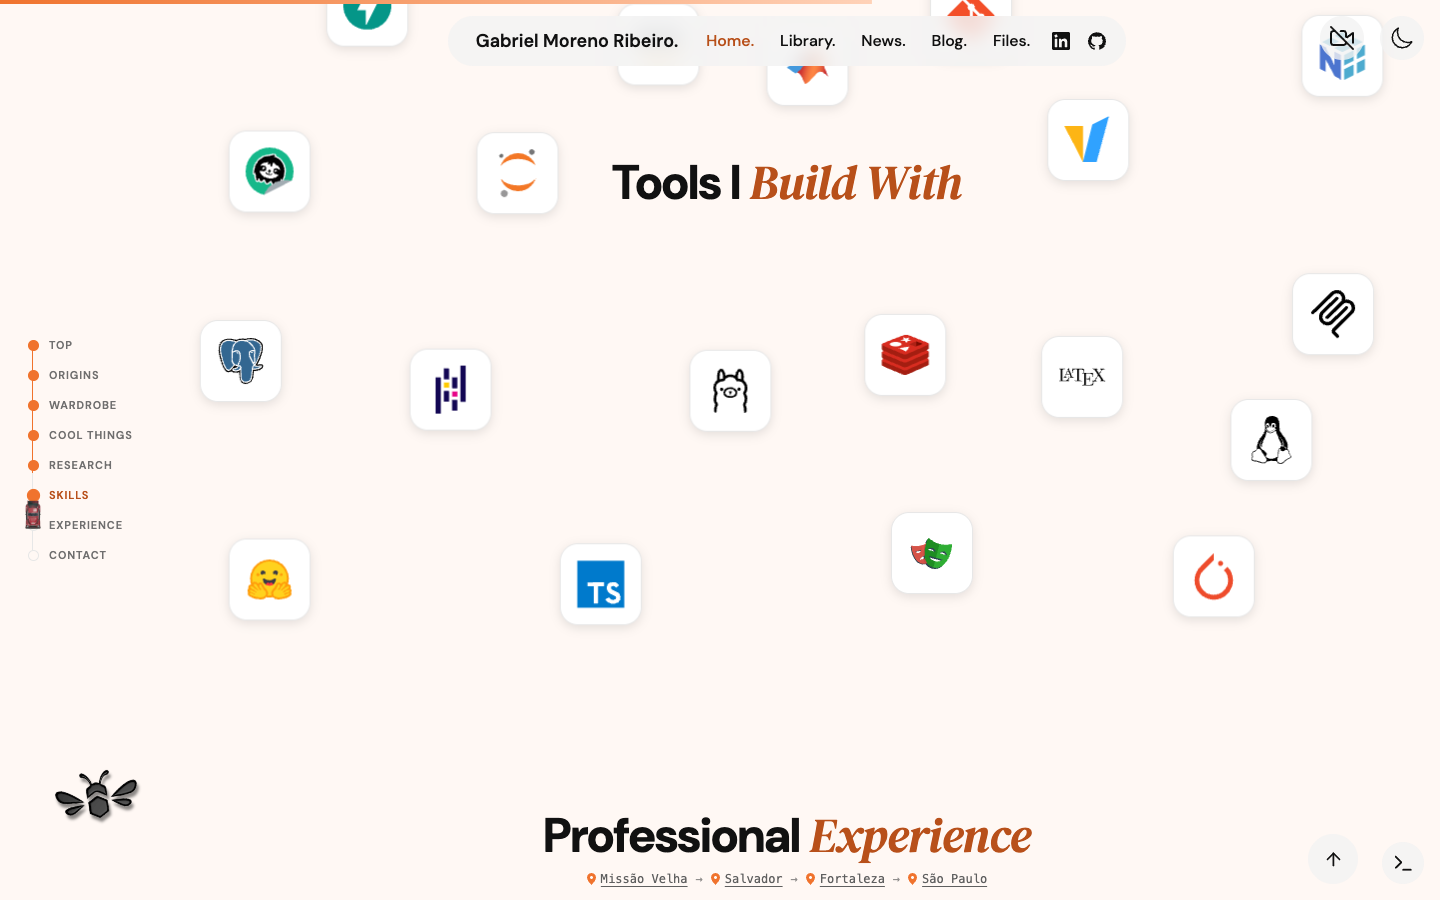 Gabriel Moreno Ribeiro. Home. Library. News. Blog. Files.
Tools I Build With
TOP
ORIGINS
WARDROBE
COOL THINGS
RESEARCH
SKILLS
EXPERIENCE
CONTACT
LATEX
TS
Professional Experience
Missão Velha → Salvador → Fortaleza → São Paulo